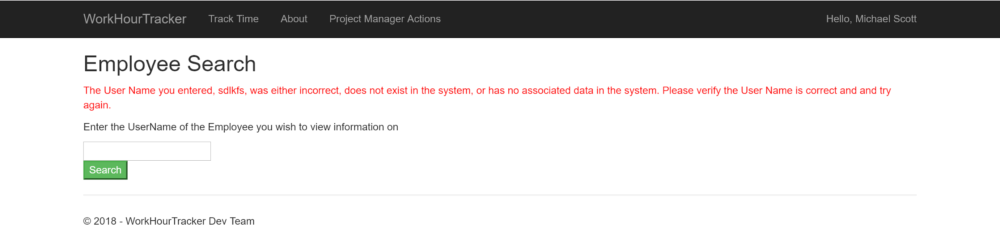 WorkHourTracker Track Time About Project Manager Actions Hello, Michael Scott
Employee Search
The User Name you entered, sdlkfs, was either incorrect, does not exist in the system, or has no associated data in the system. Please verify the User Name is correct and and try
again.
Enter the UserName of the Employee you wish to view information on
Search
© 2018 - WorkHourTracker Dev Team